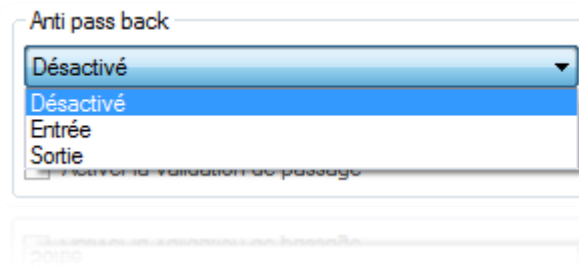 Anti pass back
Désactivé
Désactivé
Entrée
Sortie
Activer la validation de passage